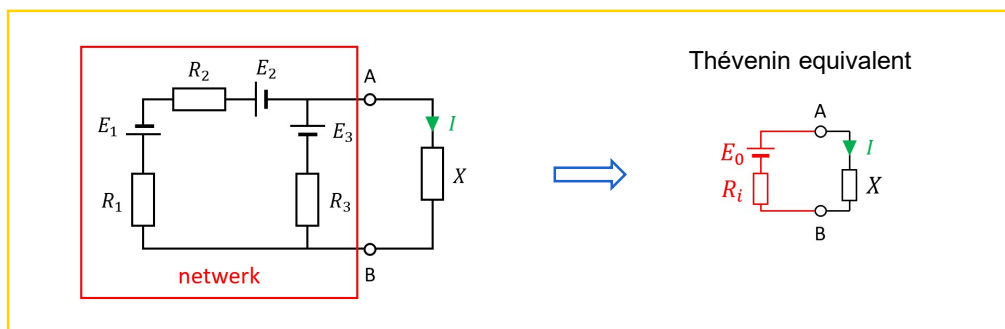 Thévenin equivalent
R₂
E₂
A
E₁
E₃
I
R₁
R₃
X
B
netwerk
A
E₀
I
Rᵢ
X
B